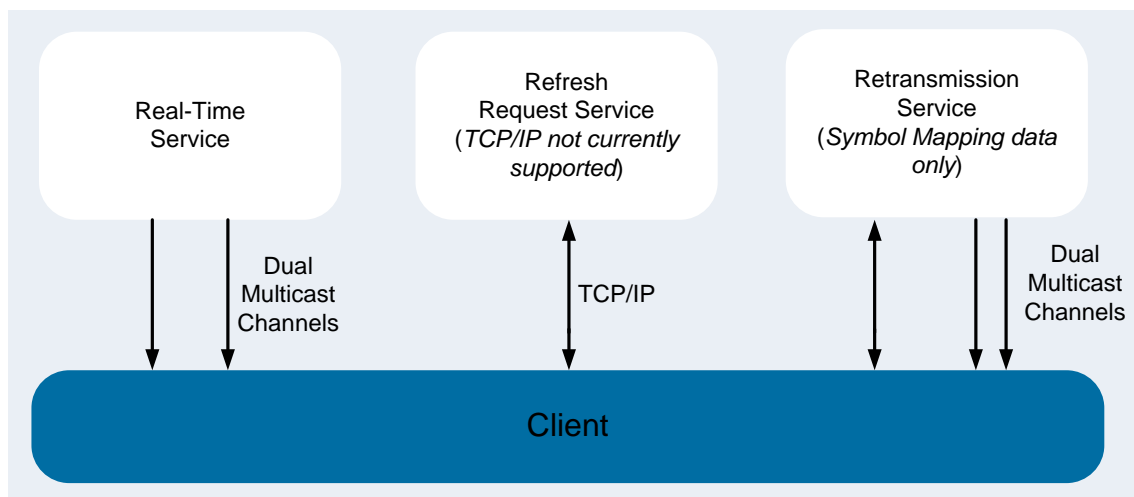 Real-Time
Service
Refresh
Request Service
(TCP/IP not currently
supported)
Retransmission
Service
(Symbol Mapping data
only)
Dual
Multicast
Channels
TCP/IP
Dual
Multicast
Channels
Client